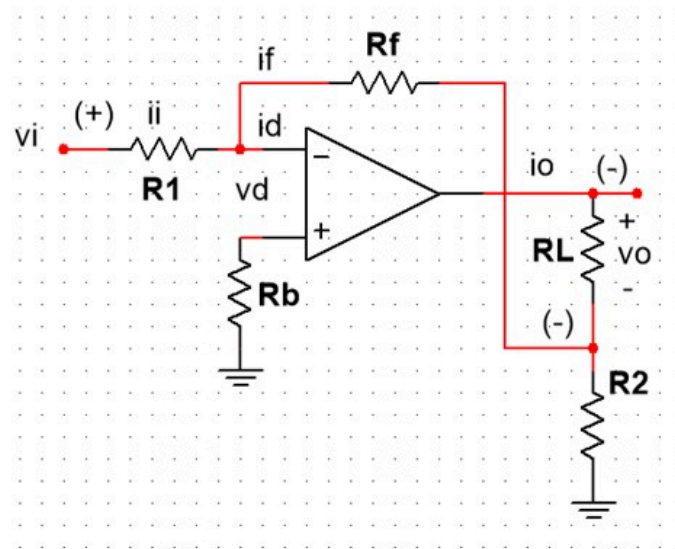 Rf
if
(+) ii
vi
id
−
R1
vd
io (-)
+
+
RL vo
Rb
-
(-)
R2